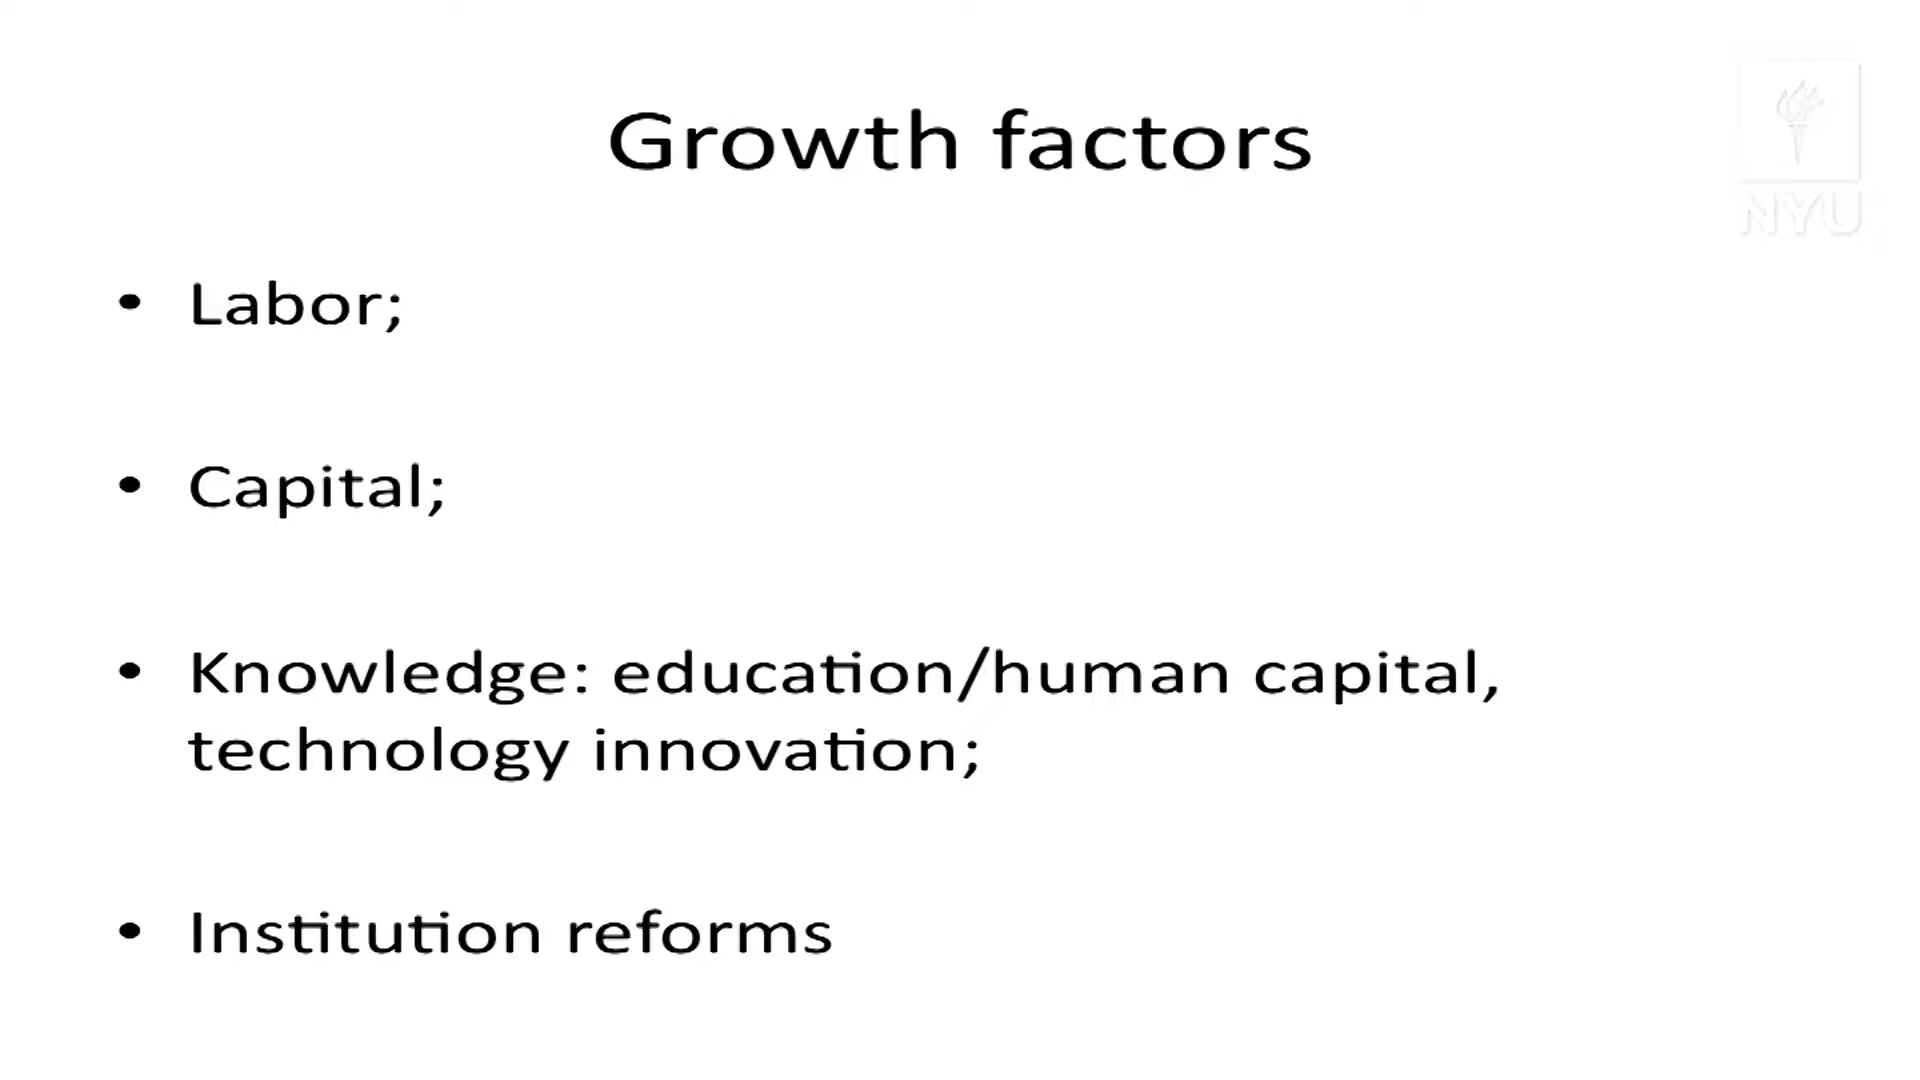 Growth factors
NYU
• Labor;
• Capital;
• Knowledge: education/human capital,
technology innovation;
• Institution reforms